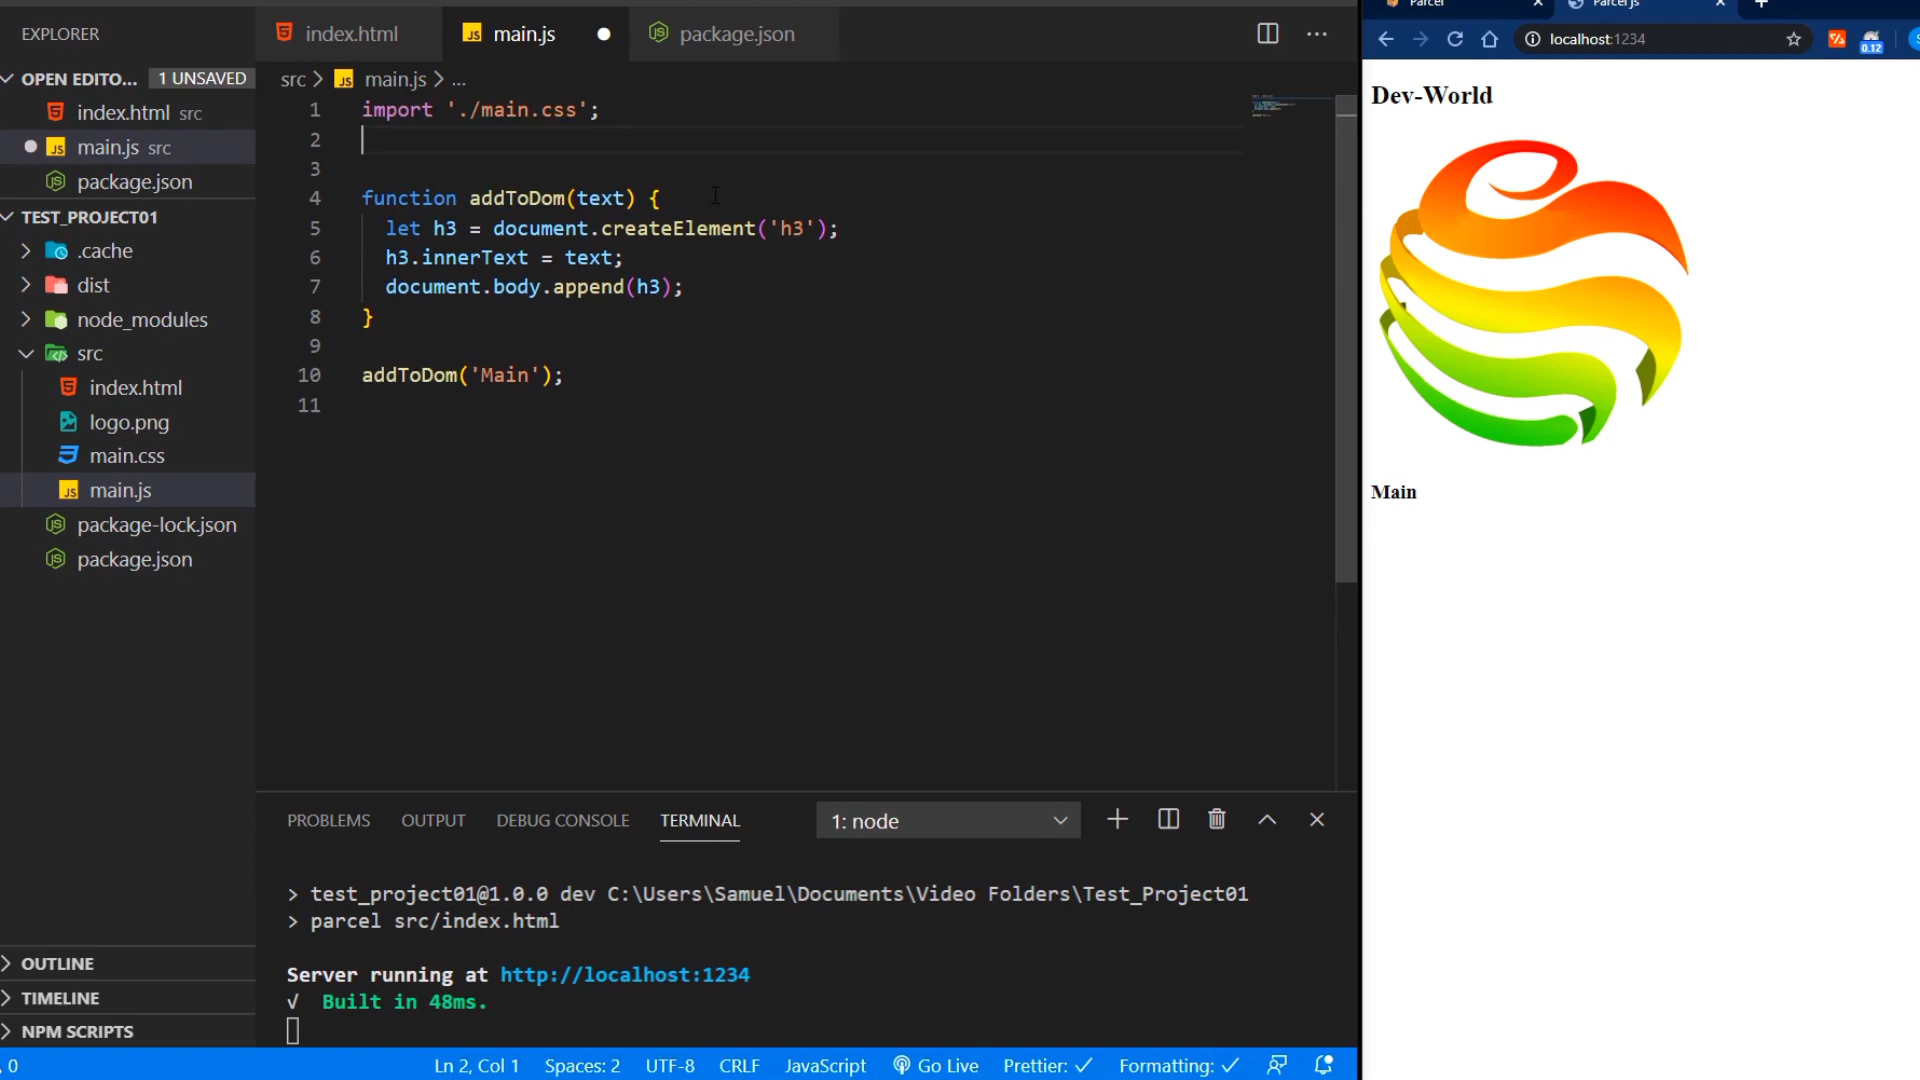 EXPLORER
OPEN EDITO... 1 UNSAVED
index.html src
main.js src
package.json
TEST_PROJECT01
.cache
dist
node_modules
src
index.html
logo.png
main.css
main.js
package-lock.json
package.json
OUTLINE
TIMELINE
NPM SCRIPTS
index.html main.js package.json
src > main.js > ...
1 import './main.css';
2
3
4 function addToDom(text) {
5 let h3 = document.createElement('h3');
6 h3.innerText = text;
7 document.body.append(h3);
8 }
9
10 addToDom('Main');
11
PROBLEMS OUTPUT DEBUG CONSOLE TERMINAL 1: node
> test_project01@1.0.0 dev C:\Users\Samuel\Documents\Video Folders\Test_Project01
> parcel src/index.html
Server running at http://localhost:1234
√ Built in 48ms.
0 Ln 2, Col 1 Spaces: 2 UTF-8 CRLF JavaScript Go Live Prettier: ✓ Formatting: ✓
Parcel Parcel js
localhost:1234 0.12
Dev-World
Main